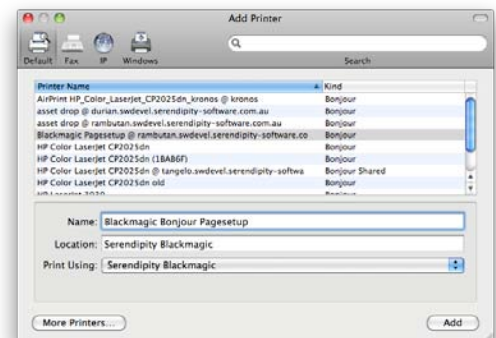 Add Printer
Default Fax IP Windows Search
Printer Name Kind
AirPrint HP_Color_LaserJet_CP2025dn_kronos @ kronos Bonjour
asset drop @ durian.swdevel.serendipity-software.com.au Bonjour
asset drop @ rambutan.swdevel.serendipity-software.com.au Bonjour
Blackmagic Pagesetup @ rambutan.swdevel.serendipity-software.co Bonjour
HP Color LaserJet CP2025dn Bonjour
HP Color LaserJet CP2025dn (1BAB6F) Bonjour
HP Color LaserJet CP2025dn @ tangelo.swdevel.serendipity-softwa Bonjour Shared
HP Color LaserJet CP2025dn old Bonjour
Name: Blackmagic Bonjour Pagesetup
Location: Serendipity Blackmagic
Print Using: Serendipity Blackmagic
More Printers... Add